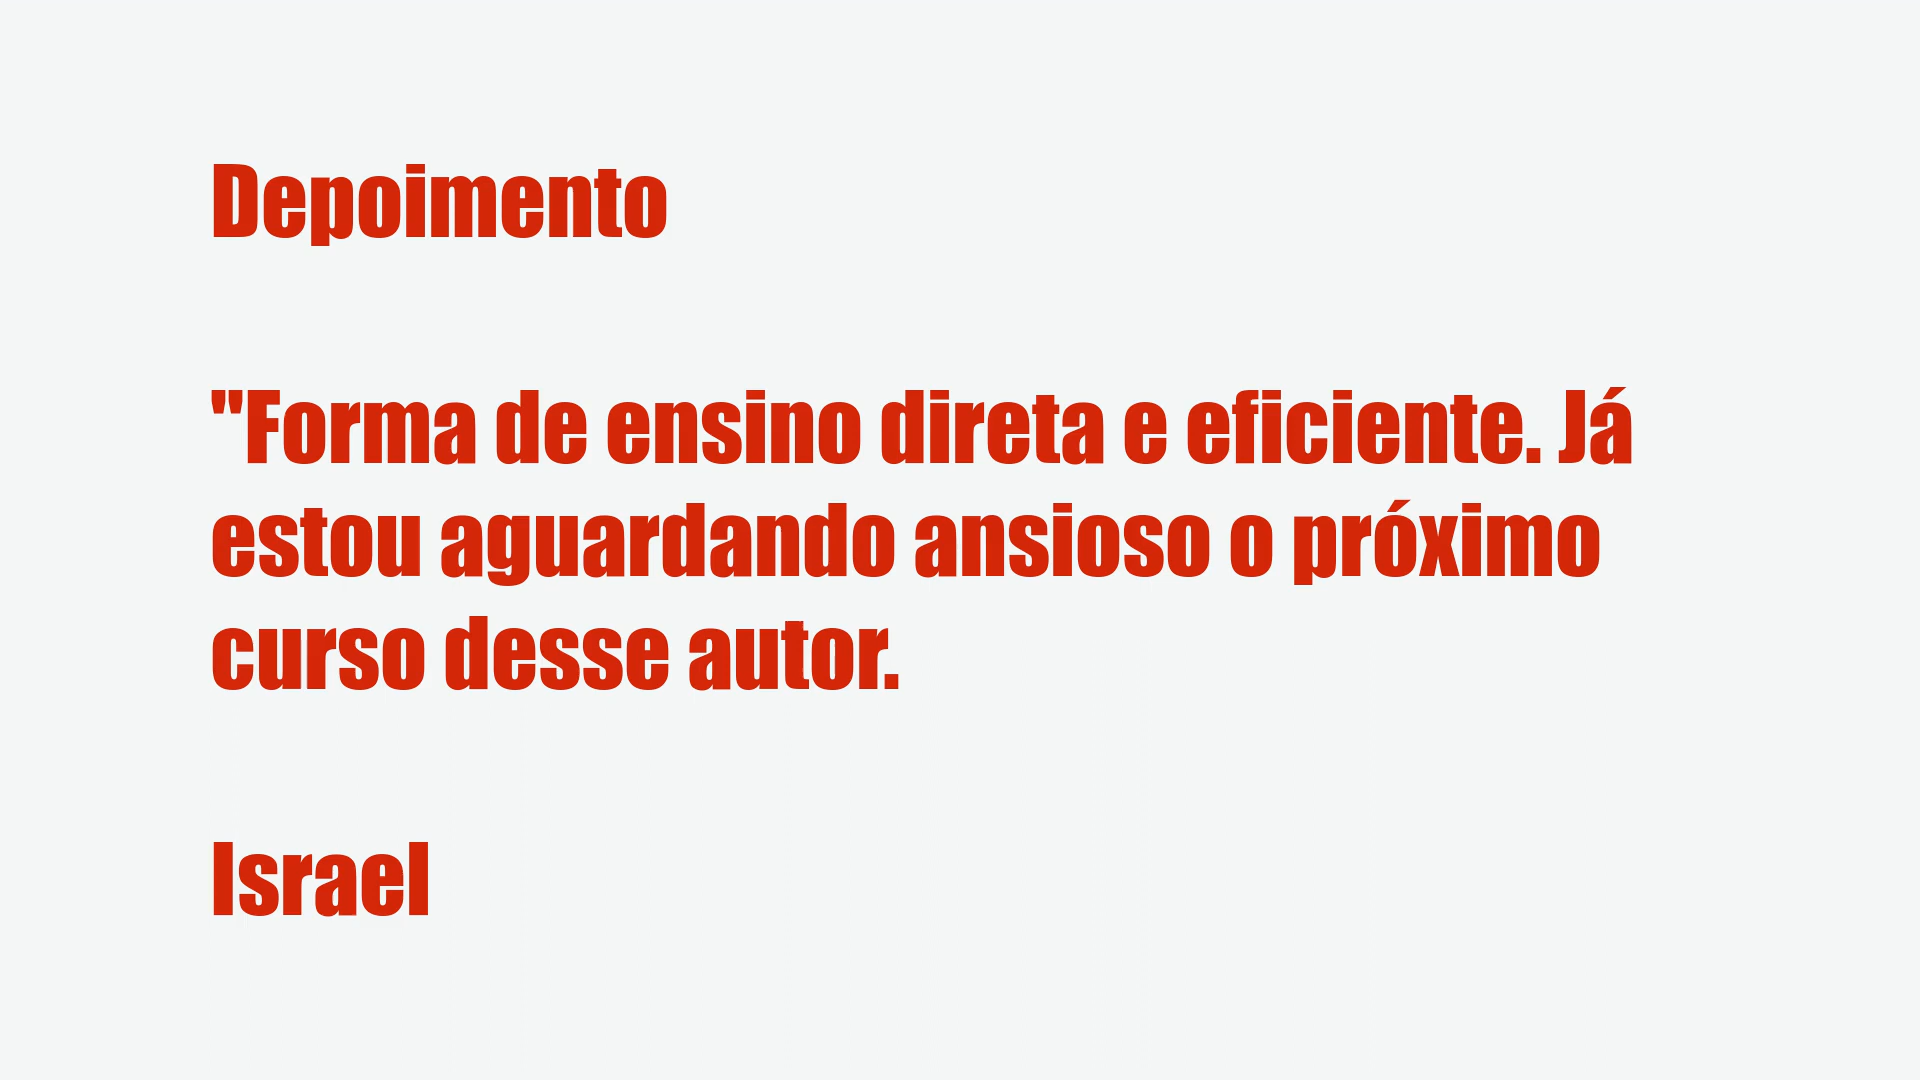 Depoimento
"Forma de ensino direta e eficiente. Já
estou aguardando ansioso o próximo
curso desse autor.
Israel